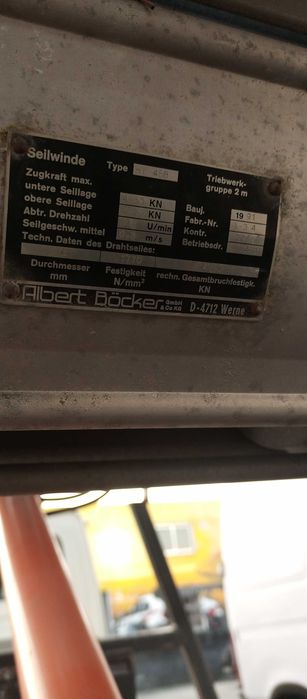 Seilwinde Type Triebwerk-
gruppe 2 m
Zugkraft max.
untere Seillage KN Bauj. 1991
obere Seillage KN Fabr.-Nr.
Abtr. Drehzahl U/min Kontr.
Seilgeschw. mittel m/s Betriebsdr.
Techn. Daten des Drahtseiles:
Durchmesser Festigkeit rechn. Gesamtbruchfestigk.
mm N/mm² KN
Albert Böcker GmbH & Co KG D-4712 Werne